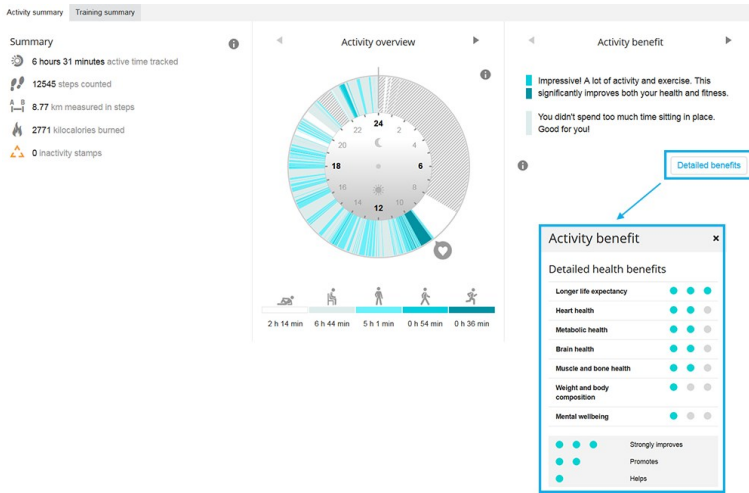 Activity summary
Training summary
Summary
6 hours 31 minutes active time tracked
12545 steps counted
A B
8.77 km measured in steps
2771 kilocalories burned
0 inactivity stamps
Activity overview
24
2
4
6
8
10
12
14
16
18
20
22
2 h 14 min
6 h 44 min
5 h 1 min
0 h 54 min
0 h 36 min
Activity benefit
Impressive! A lot of activity and exercise. This
significantly improves both your health and fitness.
You didn't spend too much time sitting in place.
Good for you!
Detailed benefits
Activity benefit
×
Detailed health benefits
Longer life expectancy
Heart health
Metabolic health
Brain health
Muscle and bone health
Weight and body
composition
Mental wellbeing
Strongly improves
Promotes
Helps